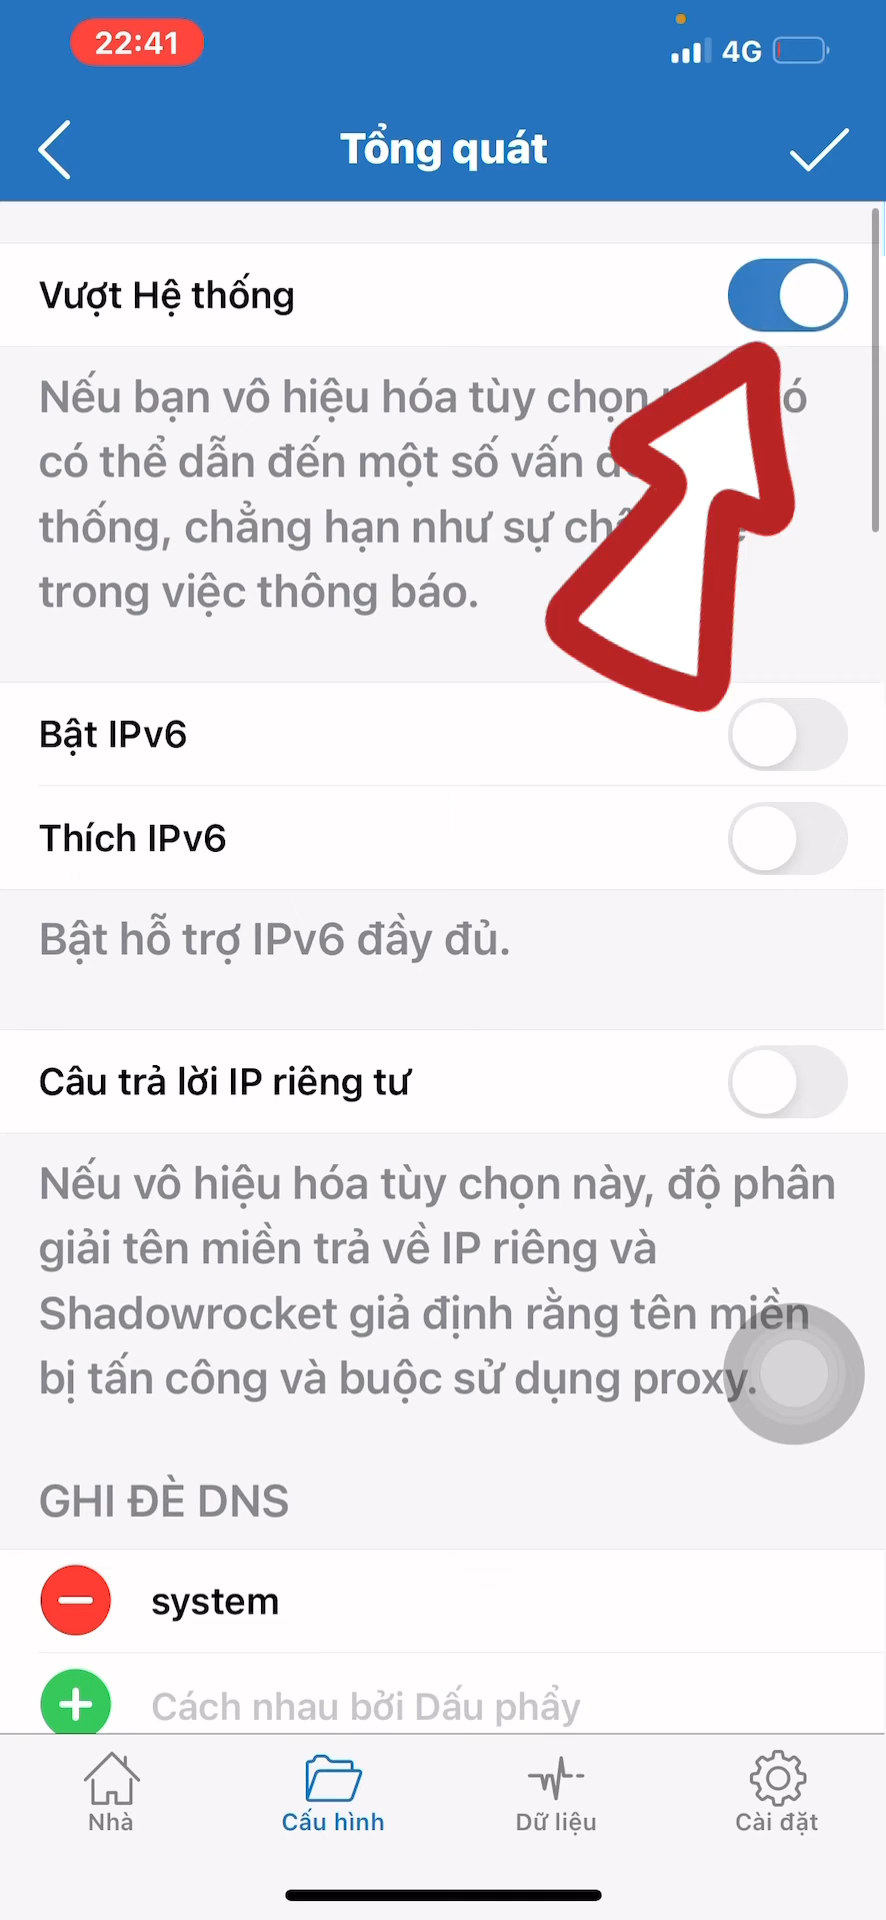 22:41
4G
Tổng quát
Vượt Hệ thống
Nếu bạn vô hiệu hóa tùy chọn
có thể dẫn đến một số vấn
thống, chẳng hạn như sự
trong việc thông báo.
Bật IPv6
Thích IPv6
Bật hỗ trợ IPv6 đầy đủ.
Câu trả lời IP riêng tư
Nếu vô hiệu hóa tùy chọn này, độ phân
giải tên miền trả về IP riêng và
Shadowrocket giả định rằng tên miền
bị tấn công và buộc sử dụng proxy.
GHI ĐÈ DNS
system
Cách nhau bởi Dấu phẩy
Nhà
Cấu hình
Dữ liệu
Cài đặt